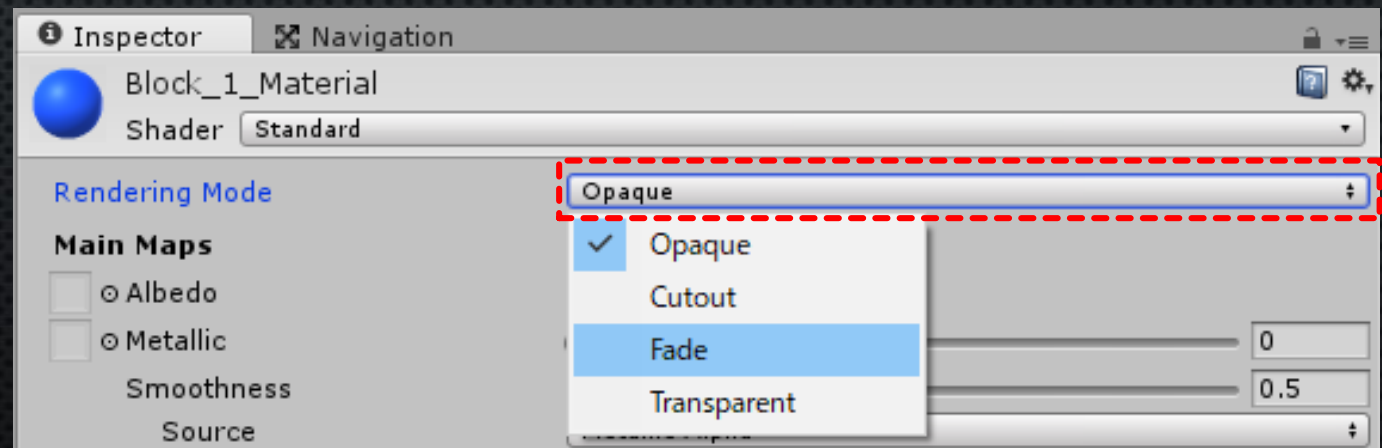 Inspector Navigation
Block_1_Material
Shader Standard
Rendering Mode Opaque
Main Maps Opaque
Albedo Cutout
Metallic Fade 0
Smoothness Transparent 0.5
Source